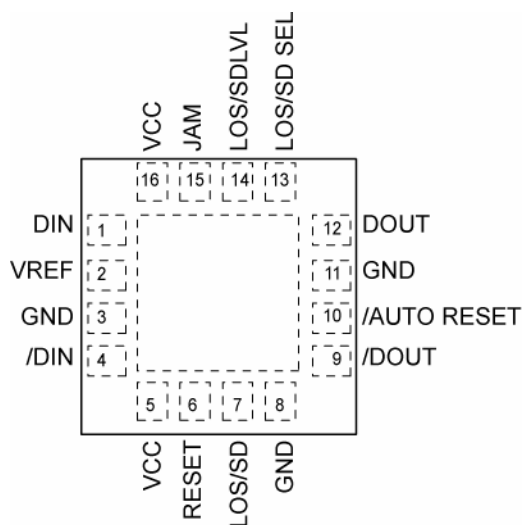 VCC
JAM
LOS/SDLVL
LOS/SD SEL
16
15
14
13
DIN 1
12 DOUT
VREF 2
11 GND
GND 3
10 /AUTO RESET
/DIN 4
9 /DOUT
5
6
7
8
VCC
RESET
LOS/SD
GND